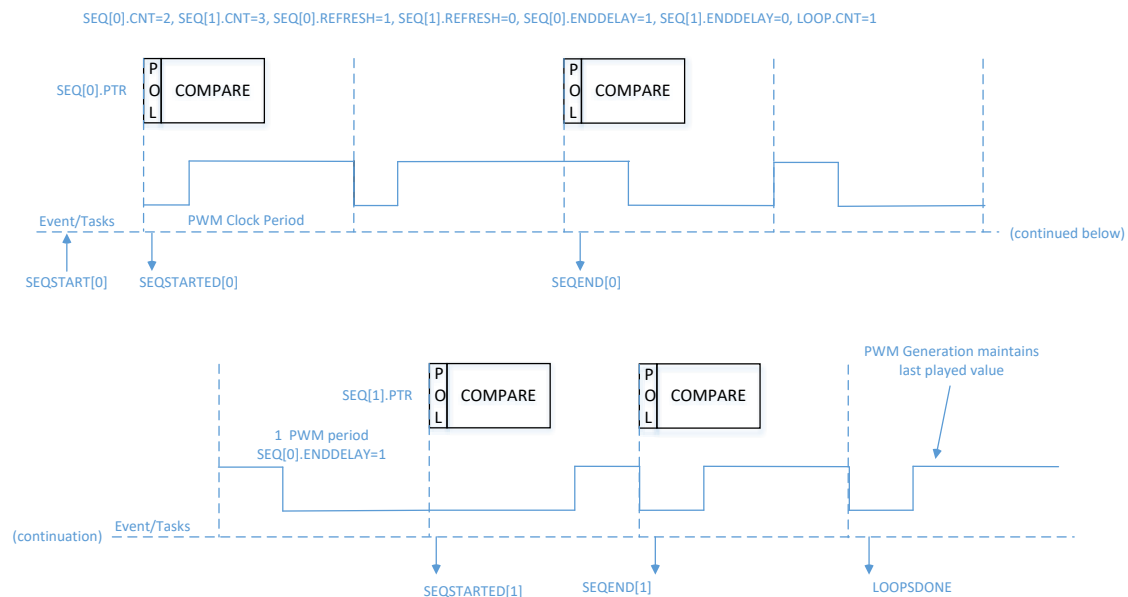 SEQ[0].CNT=2, SEQ[1].CNT=3, SEQ[0].REFRESH=1, SEQ[1].REFRESH=0, SEQ[0].ENDDELAY=1, SEQ[1].ENDDELAY=0, LOOP.CNT=1
SEQ[0].PTR
P
O
L
COMPARE
P
O
L
COMPARE
Event/Tasks
PWM Clock Period
(continued below)
SEQSTART[0]
SEQSTARTED[0]
SEQEND[0]
PWM Generation maintains
last played value
SEQ[1].PTR
P
O
L
COMPARE
P
O
L
COMPARE
1 PWM period
SEQ[0].ENDDELAY=1
(continuation)
Event/Tasks
SEQSTARTED[1]
SEQEND[1]
LOOPSDONE